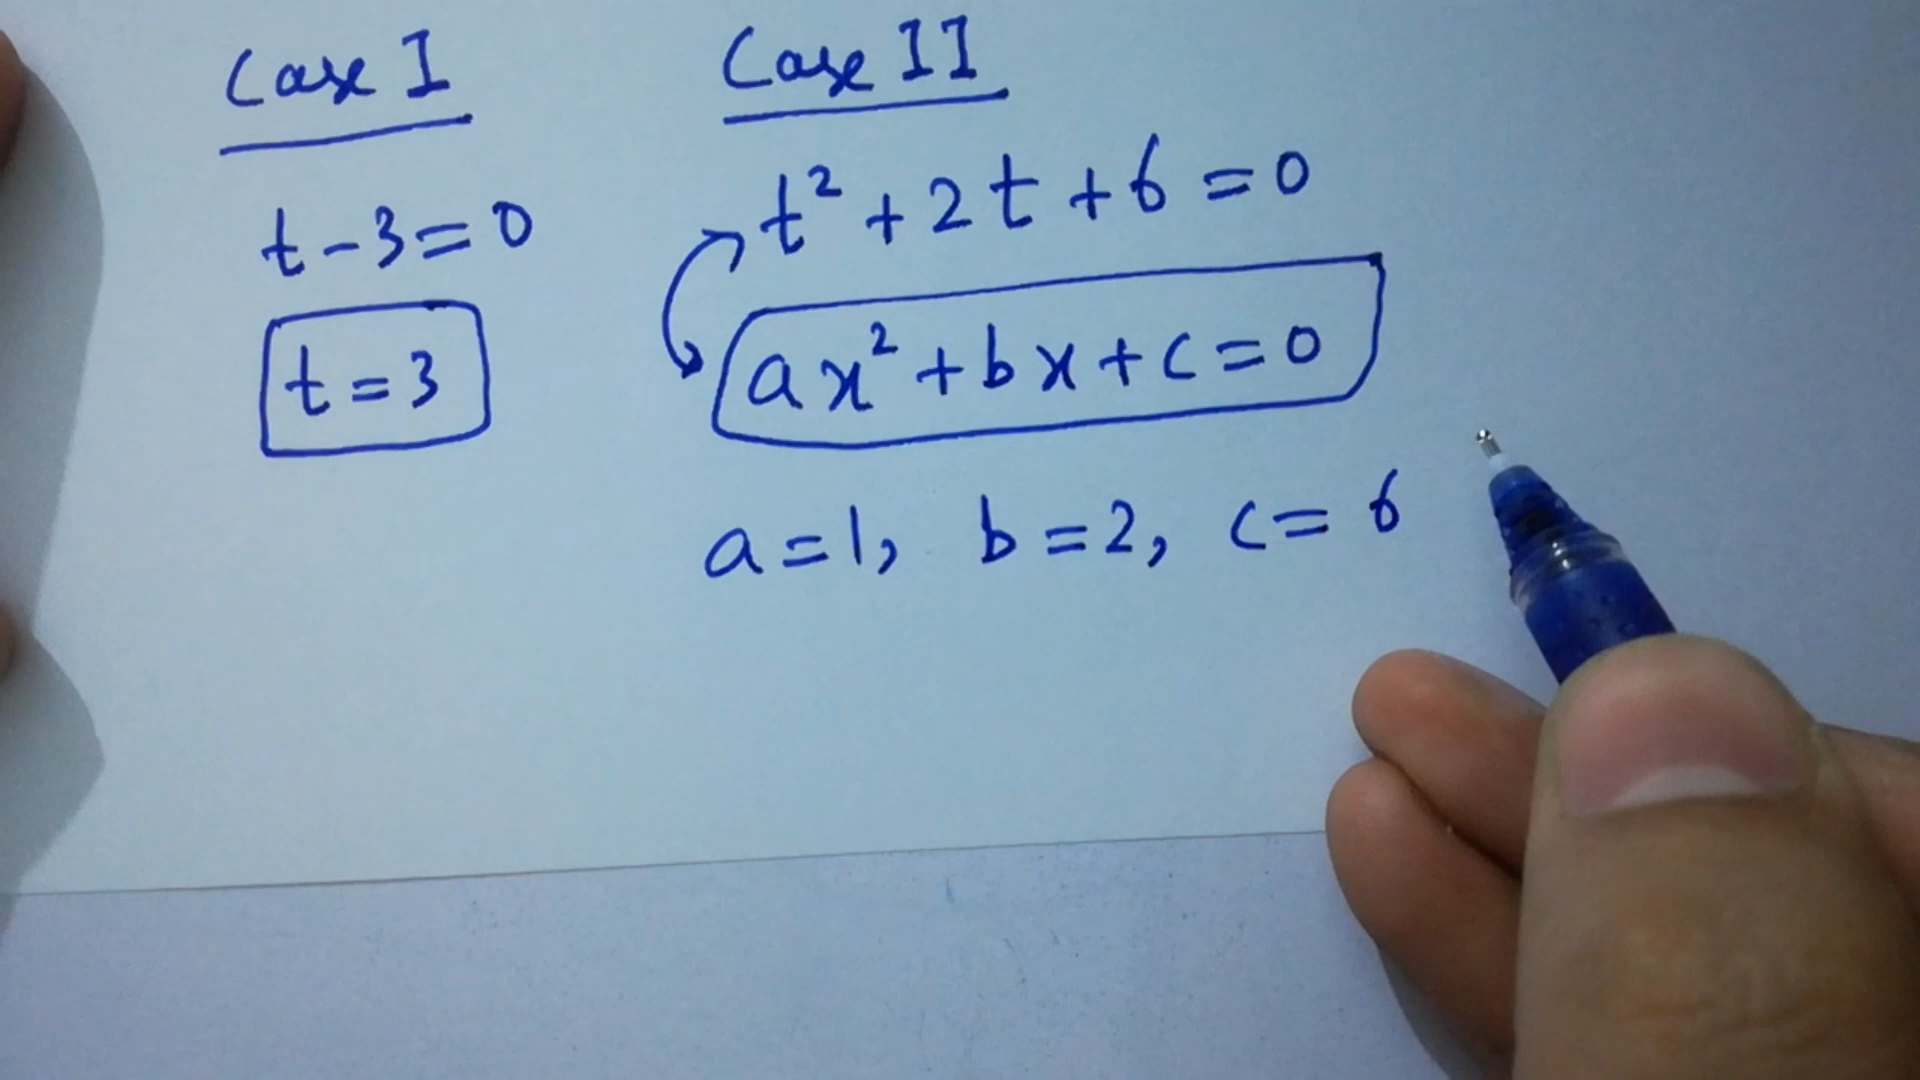 Case I
t - 3 = 0
t = 3
Case II
t² + 2t + 6 = 0
ax² + bx + c = 0
a = 1, b = 2, c = 6